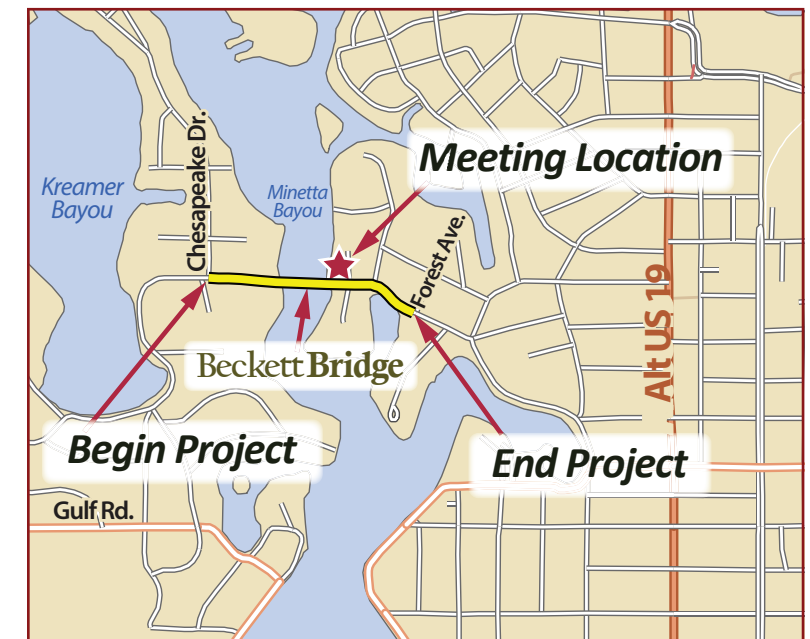 Meeting Location
Kreamer
Bayou
Chesapeake Dr.
Minetta
Bayou
Forest Ave.
Alt US 19
Beckett Bridge
Begin Project
End Project
Gulf Rd.